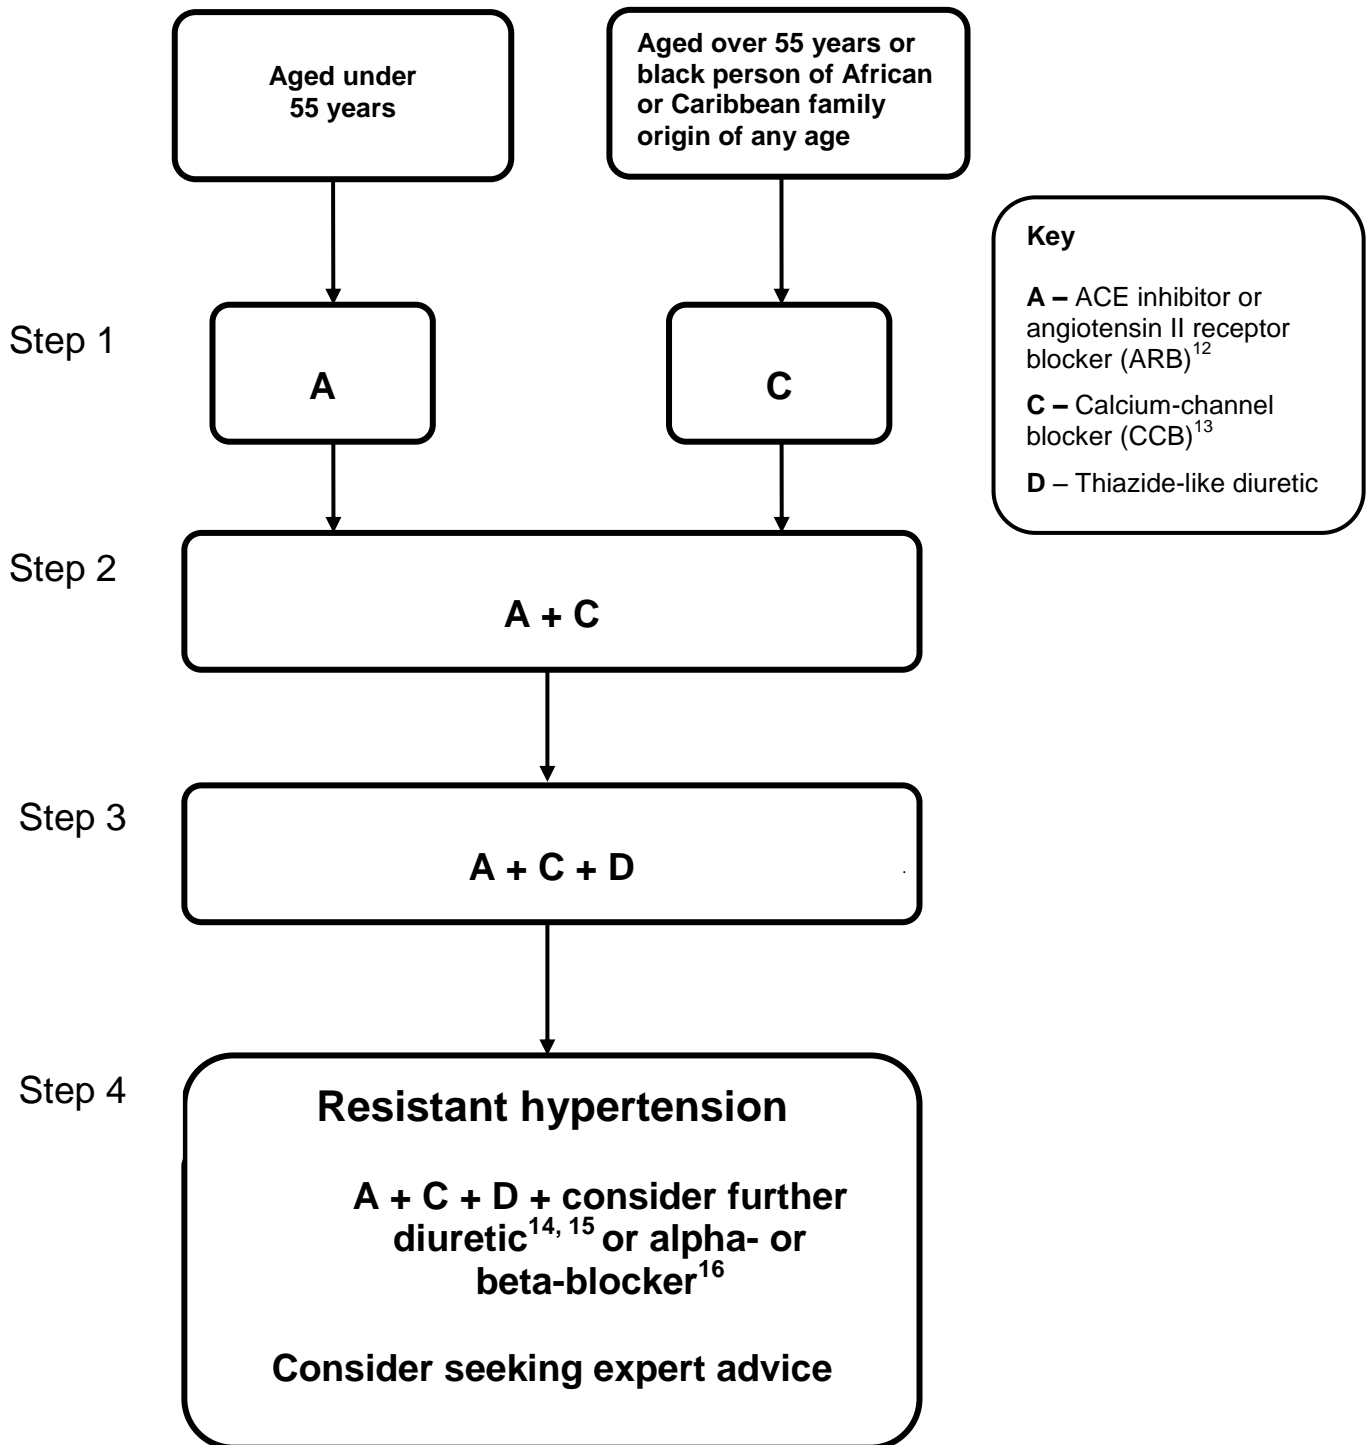 Aged under
55 years
Aged over 55 years or
black person of African
or Caribbean family
origin of any age
Key
A – ACE inhibitor or
angiotensin II receptor
blocker (ARB)12
C – Calcium-channel
blocker (CCB)13
D – Thiazide-like diuretic
Step 1
A
C
Step 2
A + C
Step 3
A + C + D
Step 4
Resistant hypertension
A + C + D + consider further
diuretic14, 15 or alpha- or
beta-blocker16
Consider seeking expert advice